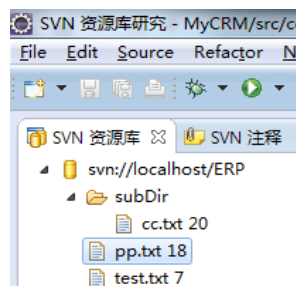 SVN 资源库研究 - MyCRM/src/c
File Edit Source Refactor N
SVN 资源库 SVN 注释
svn://localhost/ERP
subDir
cc.txt 20
pp.txt 18
test.txt 7